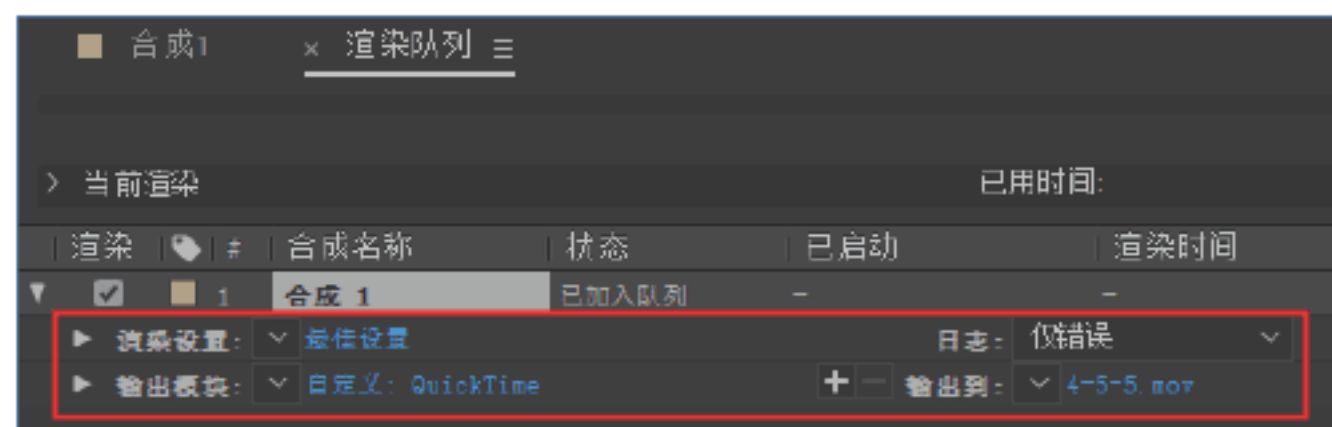 合成1 × 渲染队列 ≡
> 当前渲染 已用时间:
渲染 # 合成名称 状态 已启动 渲染时间
1 合成 1 已加入队列 - -
渲染设置: 最佳设置 日志: 仅错误
输出模块: 自定义: QuickTime + - 输出到: 4-5-5.mov